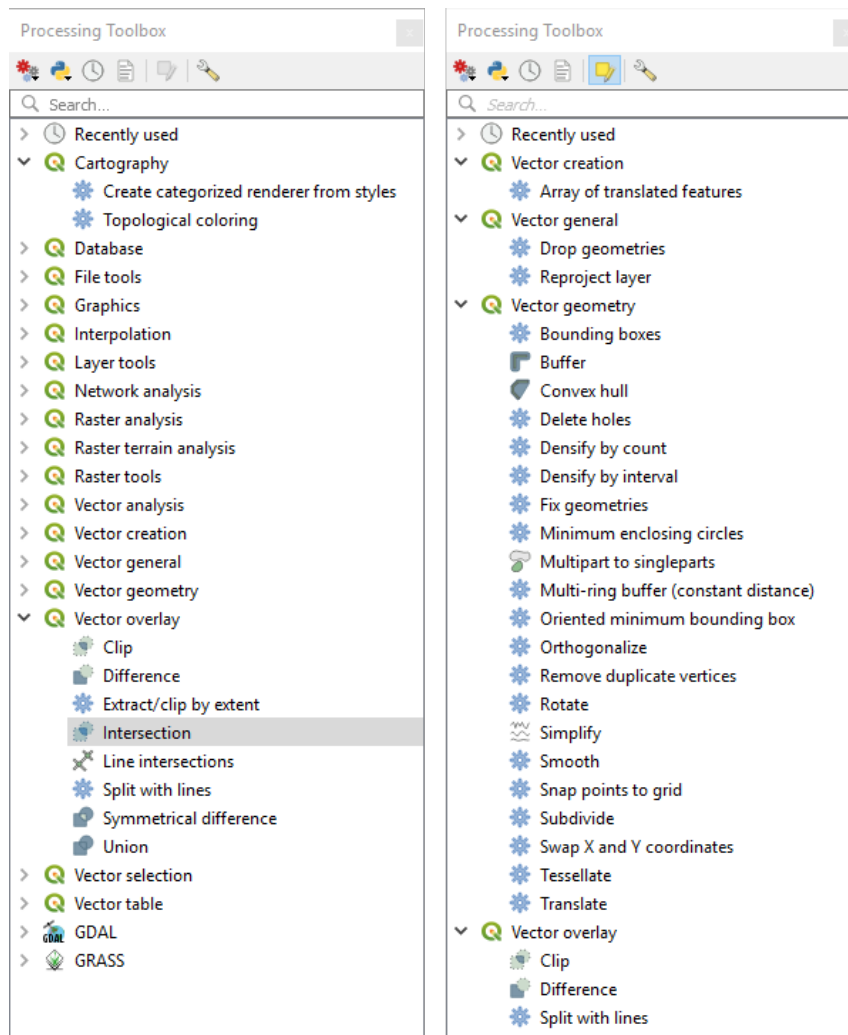 Processing Toolbox
x
Search...
Recently used
Cartography
Create categorized renderer from styles
Topological coloring
Database
File tools
Graphics
Interpolation
Layer tools
Network analysis
Raster analysis
Raster terrain analysis
Raster tools
Vector analysis
Vector creation
Vector general
Vector geometry
Vector overlay
Clip
Difference
Extract/clip by extent
Intersection
Line intersections
Split with lines
Symmetrical difference
Union
Vector selection
Vector table
GDAL GDAL
GRASS
Processing Toolbox
x
Search...
Recently used
Vector creation
Array of translated features
Vector general
Drop geometries
Reproject layer
Vector geometry
Bounding boxes
Buffer
Convex hull
Delete holes
Densify by count
Densify by interval
Fix geometries
Minimum enclosing circles
Multipart to singleparts
Multi-ring buffer (constant distance)
Oriented minimum bounding box
Orthogonalize
Remove duplicate vertices
Rotate
Simplify
Smooth
Snap points to grid
Subdivide
Swap X and Y coordinates
Tessellate
Translate
Vector overlay
Clip
Difference
Split with lines